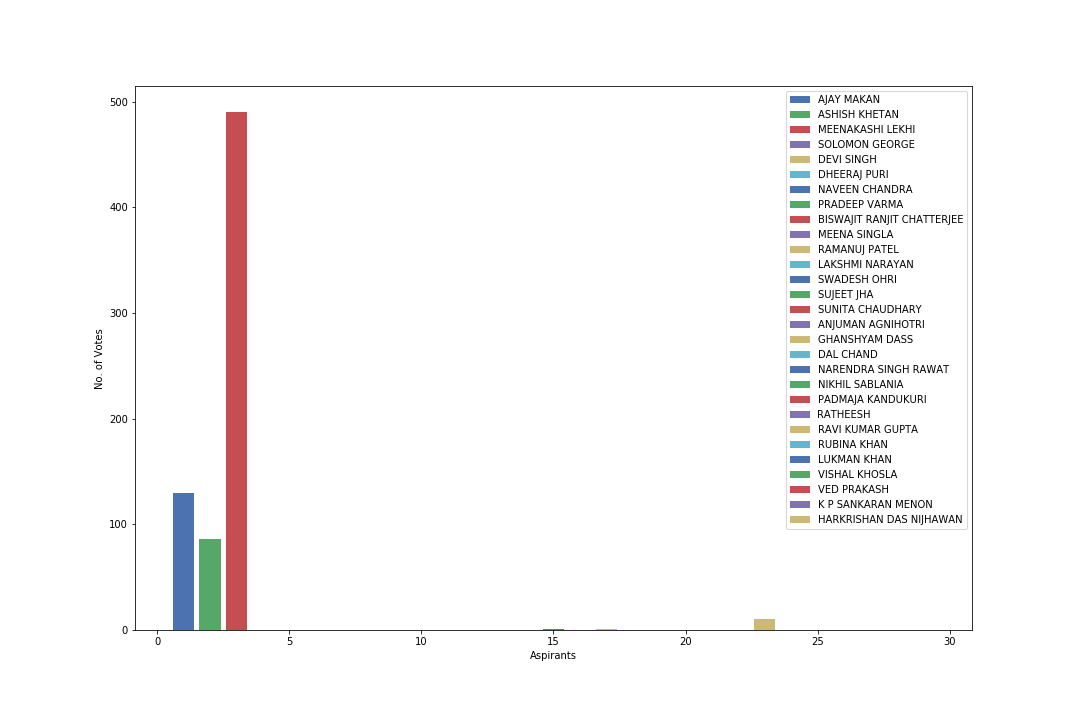 500
400
300
200
100
0
No. of Votes
0 5 10 15 20 25 30
Aspirants
AJAY MAKAN
ASHISH KHETAN
MEENAKASHI LEKHI
SOLOMON GEORGE
DEVI SINGH
DHEERAJ PURI
NAVEEN CHANDRA
PRADEEP VARMA
BISWAJIT RANJIT CHATTERJEE
MEENA SINGLA
RAMANUJ PATEL
LAKSHMI NARAYAN
SWADESH OHRI
SUJEET JHA
SUNITA CHAUDHARY
ANJUMAN AGNIHOTRI
GHANSHYAM DASS
DAL CHAND
NARENDRA SINGH RAWAT
NIKHIL SABLANIA
PADMAJA KANDUKURI
RATHEESH
RAVI KUMAR GUPTA
RUBINA KHAN
LUKMAN KHAN
VISHAL KHOSLA
VED PRAKASH
K P SANKARAN MENON
HARKRISHAN DAS NIJHAWAN